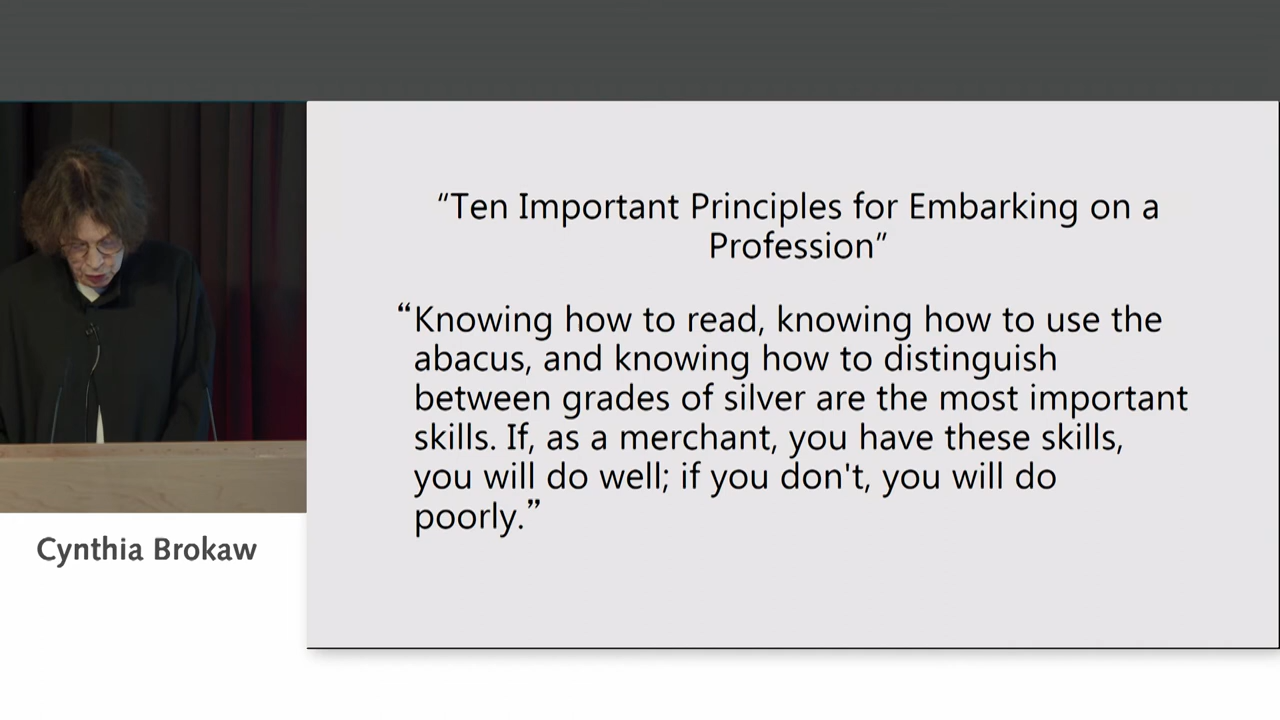 “Ten Important Principles for Embarking on a
Profession”
“Knowing how to read, knowing how to use the
abacus, and knowing how to distinguish
between grades of silver are the most important
skills. If, as a merchant, you have these skills,
you will do well; if you don't, you will do
poorly.”
Cynthia Brokaw